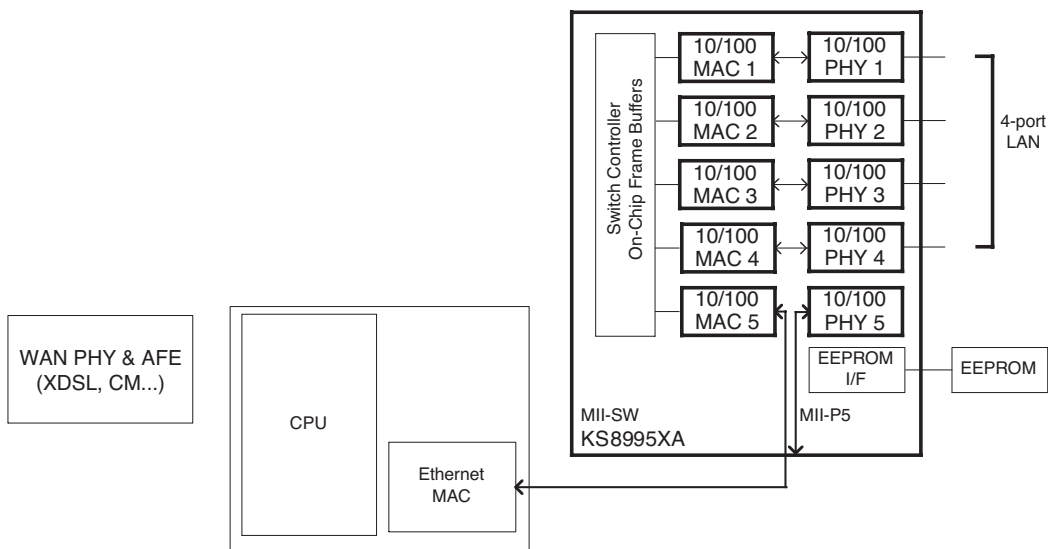 Switch Controller
On-Chip Frame Buffers
10/100
MAC 1
10/100
PHY 1
10/100
MAC 2
10/100
PHY 2
4-port
LAN
10/100
MAC 3
10/100
PHY 3
10/100
MAC 4
10/100
PHY 4
10/100
MAC 5
10/100
PHY 5
EEPROM
I/F
EEPROM
MII-SW
MII-P5
KS8995XA
WAN PHY & AFE
(XDSL, CM...)
CPU
Ethernet
MAC